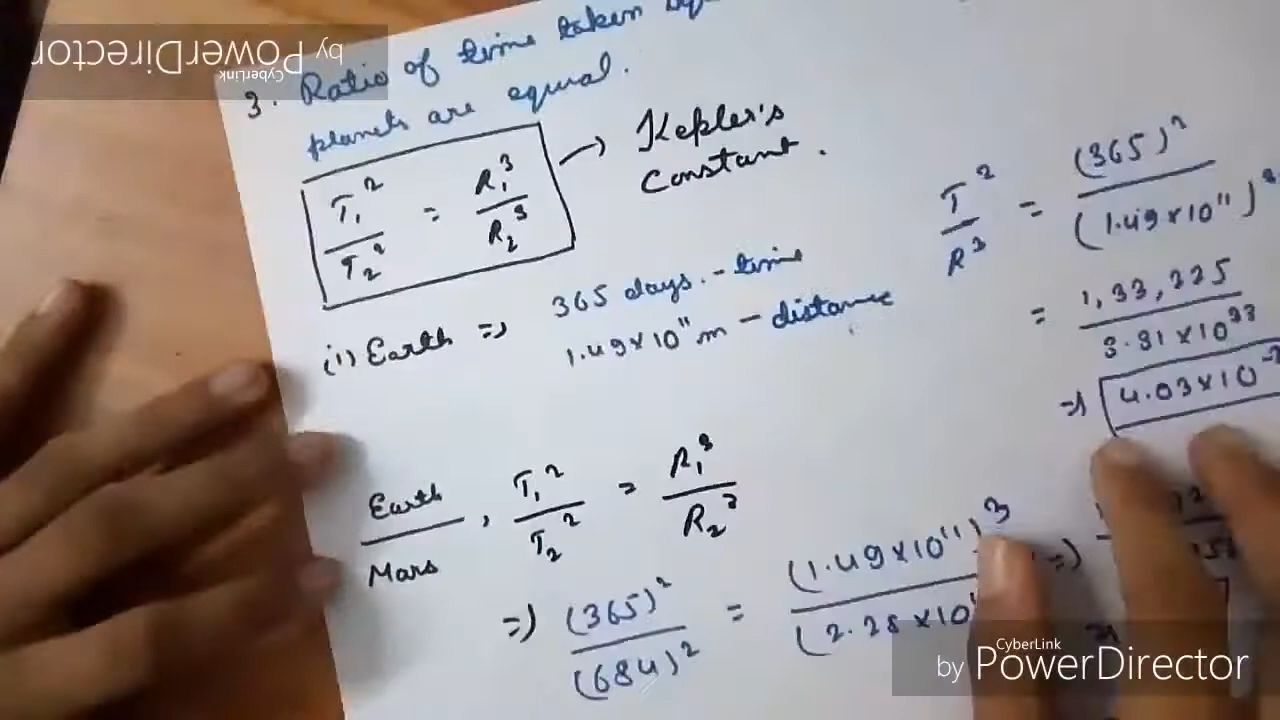 by PowerDirector
CyberLink
3. Ratio of time taken
planets are equal.
T₁² / T₂² = R₁³ / R₂³ → Kepler's
Constant.
(i) Earth ⇒ 365 days. - time
1.49×10¹¹m - distance
T² / R³ = (365)² / (1.49×10¹¹)³
= 1,33,225 / 3.31×10³³
⇒ 4.03×10
Earth / Mars , T₁² / T₂² = R₁³ / R₂³
⇒ (365)² / (684)² = (1.49×10¹¹)³ / (2.28×10
CyberLink
by PowerDirector